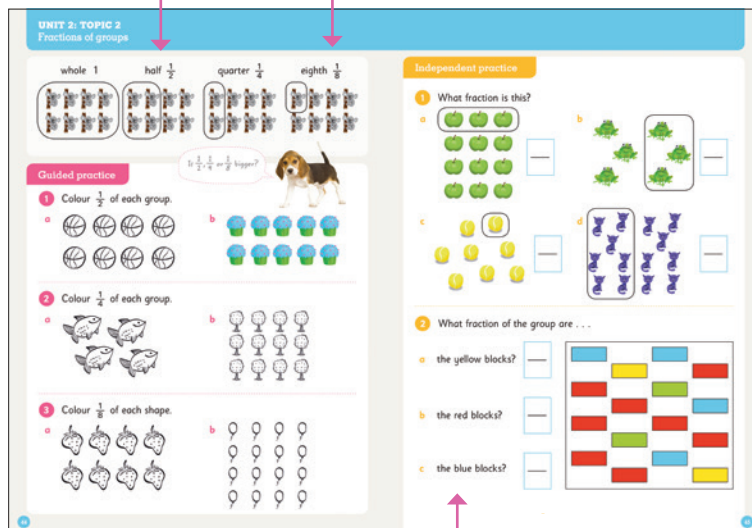 UNIT 2: TOPIC 2
Fractions of groups
whole 1
half 1/2
quarter 1/4
eighth 1/8
Is 1/2, 1/4 or 1/8 bigger?
Guided practice
1 Colour 1/2 of each group.
a
b
2 Colour 1/4 of each group.
a
b
3 Colour 1/8 of each shape.
a
b
Independent practice
1 What fraction is this?
a
b
c
d
2 What fraction of the group are . . .
a the yellow blocks?
b the red blocks?
c the blue blocks?